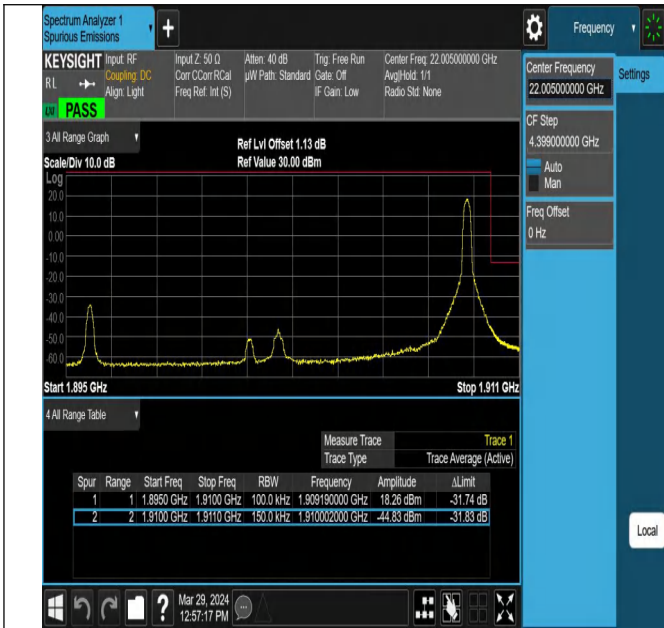 Spectrum Analyzer 1
Spurious Emissions
Frequency
KEYSIGHT
Input: RF
Input Z: 50 Ω
Atten: 40 dB
Trig: Free Run
Center Freq: 22.005000000 GHz
RL
Coupling: DC
Corr CCorr RCal
µW Path: Standard
Gate: Off
Avg|Hold: 1/1
Align: Light
Freq Ref: Int (S)
IF Gain: Low
Radio Std: None
PASS
Center Frequency
22.005000000 GHz
Settings
CF Step
4.399000000 GHz
Auto
Man
Freq Offset
0 Hz
3 All Range Graph
Ref Lvl Offset 1.13 dB
Scale/Div 10.0 dB
Ref Value 30.00 dBm
Log
20.0
10.0
0.00
-10.0
-20.0
-30.0
-40.0
-50.0
-60.0
Start 1.895 GHz
Stop 1.911 GHz
4 All Range Table
Measure Trace
Trace 1
Trace Type
Trace Average (Active)
Spur Range Start Freq Stop Freq RBW Frequency Amplitude ΔLimit
1 1 1.8950 GHz 1.9100 GHz 100.0 kHz 1.909190000 GHz 18.26 dBm -31.74 dB
2 2 1.9100 GHz 1.9110 GHz 150.0 kHz 1.910002000 GHz -44.83 dBm -31.83 dB
Local
?
Mar 29, 2024
12:57:17 PM